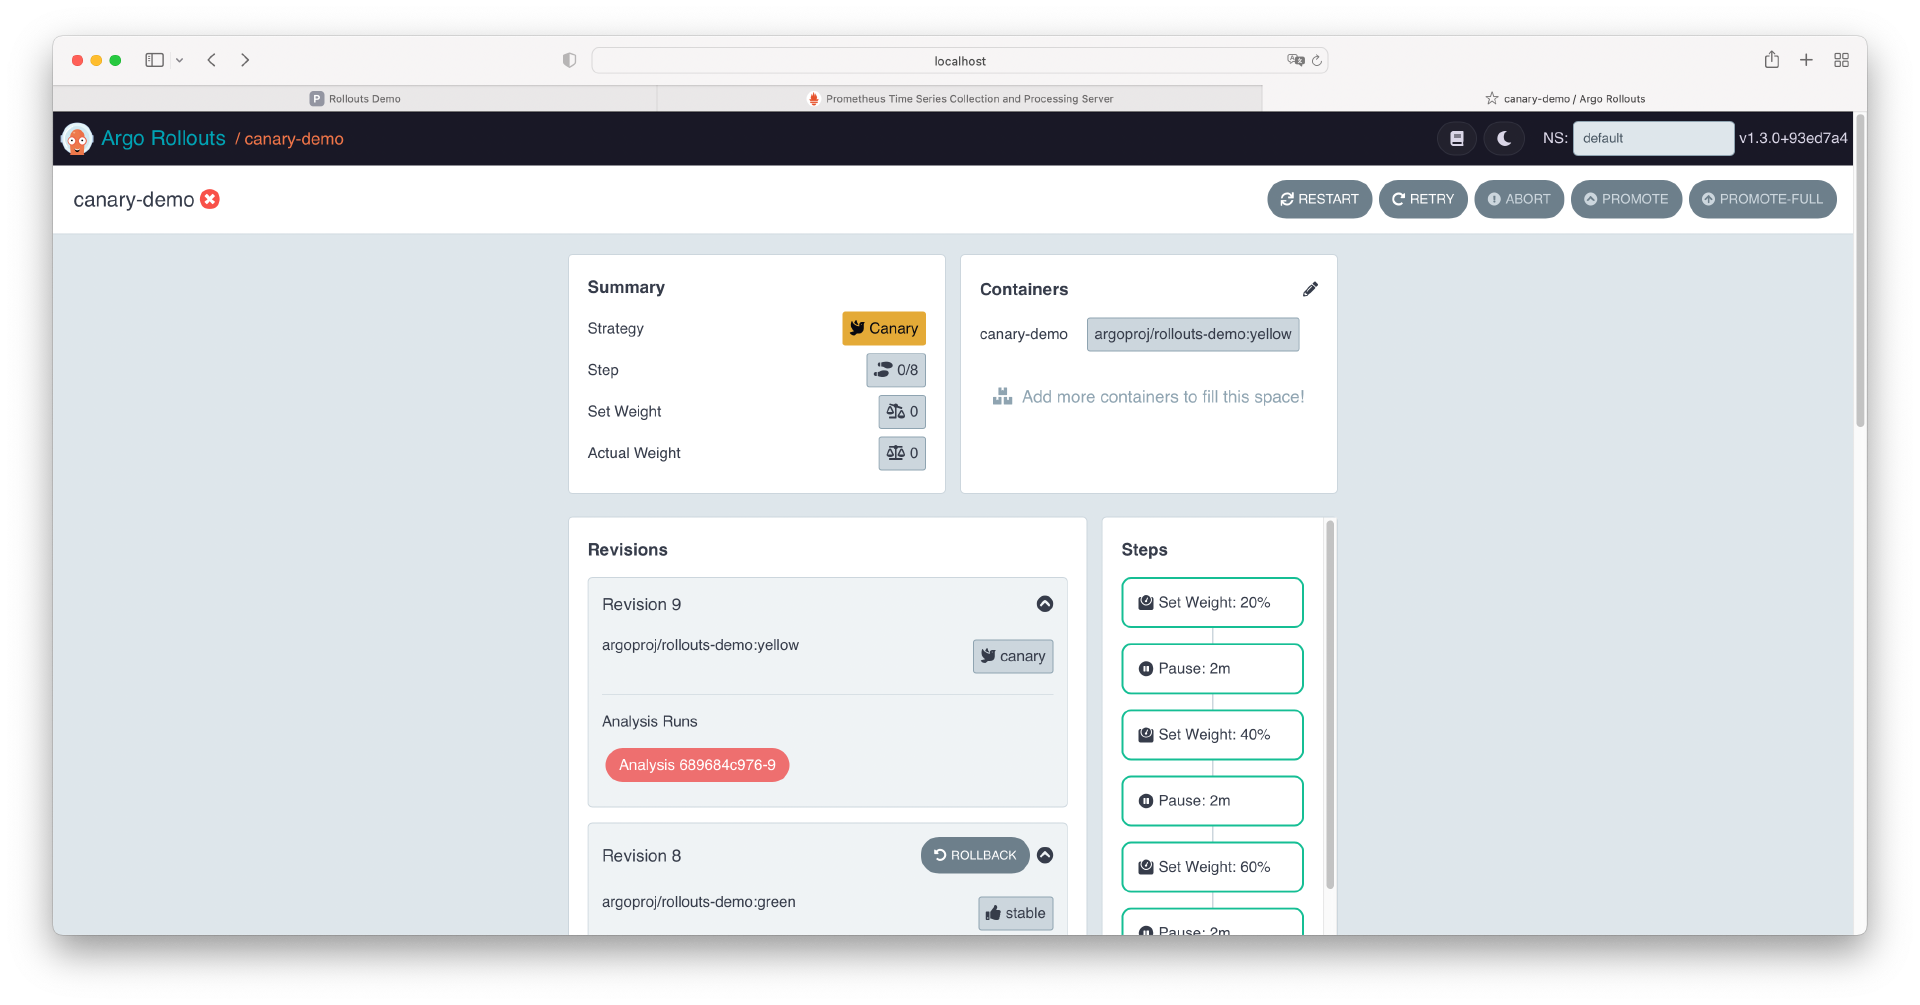 localhost
Rollouts Demo
Prometheus Time Series Collection and Processing Server
canary-demo / Argo Rollouts
Argo Rollouts / canary-demo
NS: default v1.3.0+93ed7a4
canary-demo
RESTART
RETRY
ABORT
PROMOTE
PROMOTE-FULL
Summary
Strategy Canary
Step 0/8
Set Weight 0
Actual Weight 0
Containers
canary-demo argoproj/rollouts-demo:yellow
Add more containers to fill this space!
Revisions
Revision 9
argoproj/rollouts-demo:yellow
canary
Analysis Runs
Analysis 689684c976-9
Revision 8
ROLLBACK
argoproj/rollouts-demo:green
stable
Steps
Set Weight: 20%
Pause: 2m
Set Weight: 40%
Pause: 2m
Set Weight: 60%
Pause: 2m